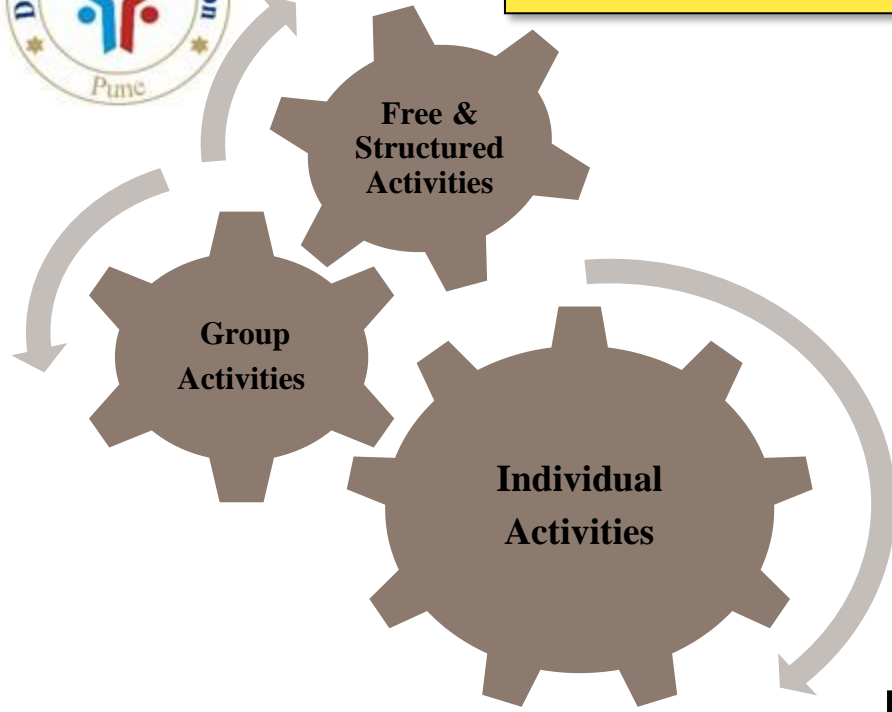 Pune
Free &
Structured
Activities
Group
Activities
Individual
Activities